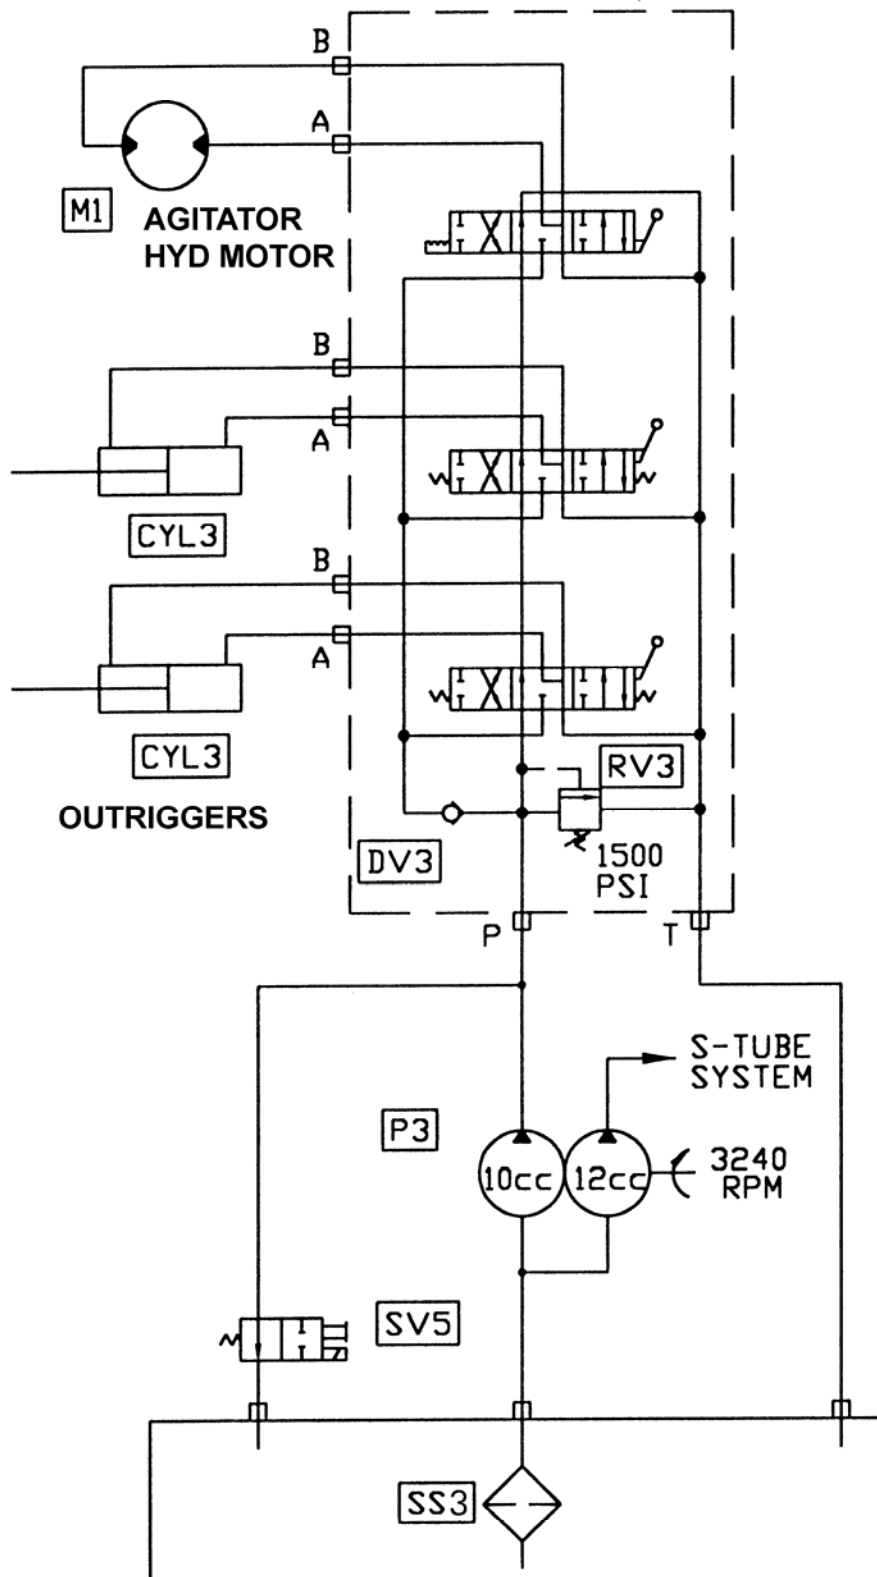 B
A
M1
AGITATOR
HYD MOTOR
B
A
CYL3
B
A
CYL3
OUTRIGGERS
RV3
1500
PSI
DV3
P
T
S-TUBE
SYSTEM
P3
10cc
12cc
3240
RPM
SV5
SS3